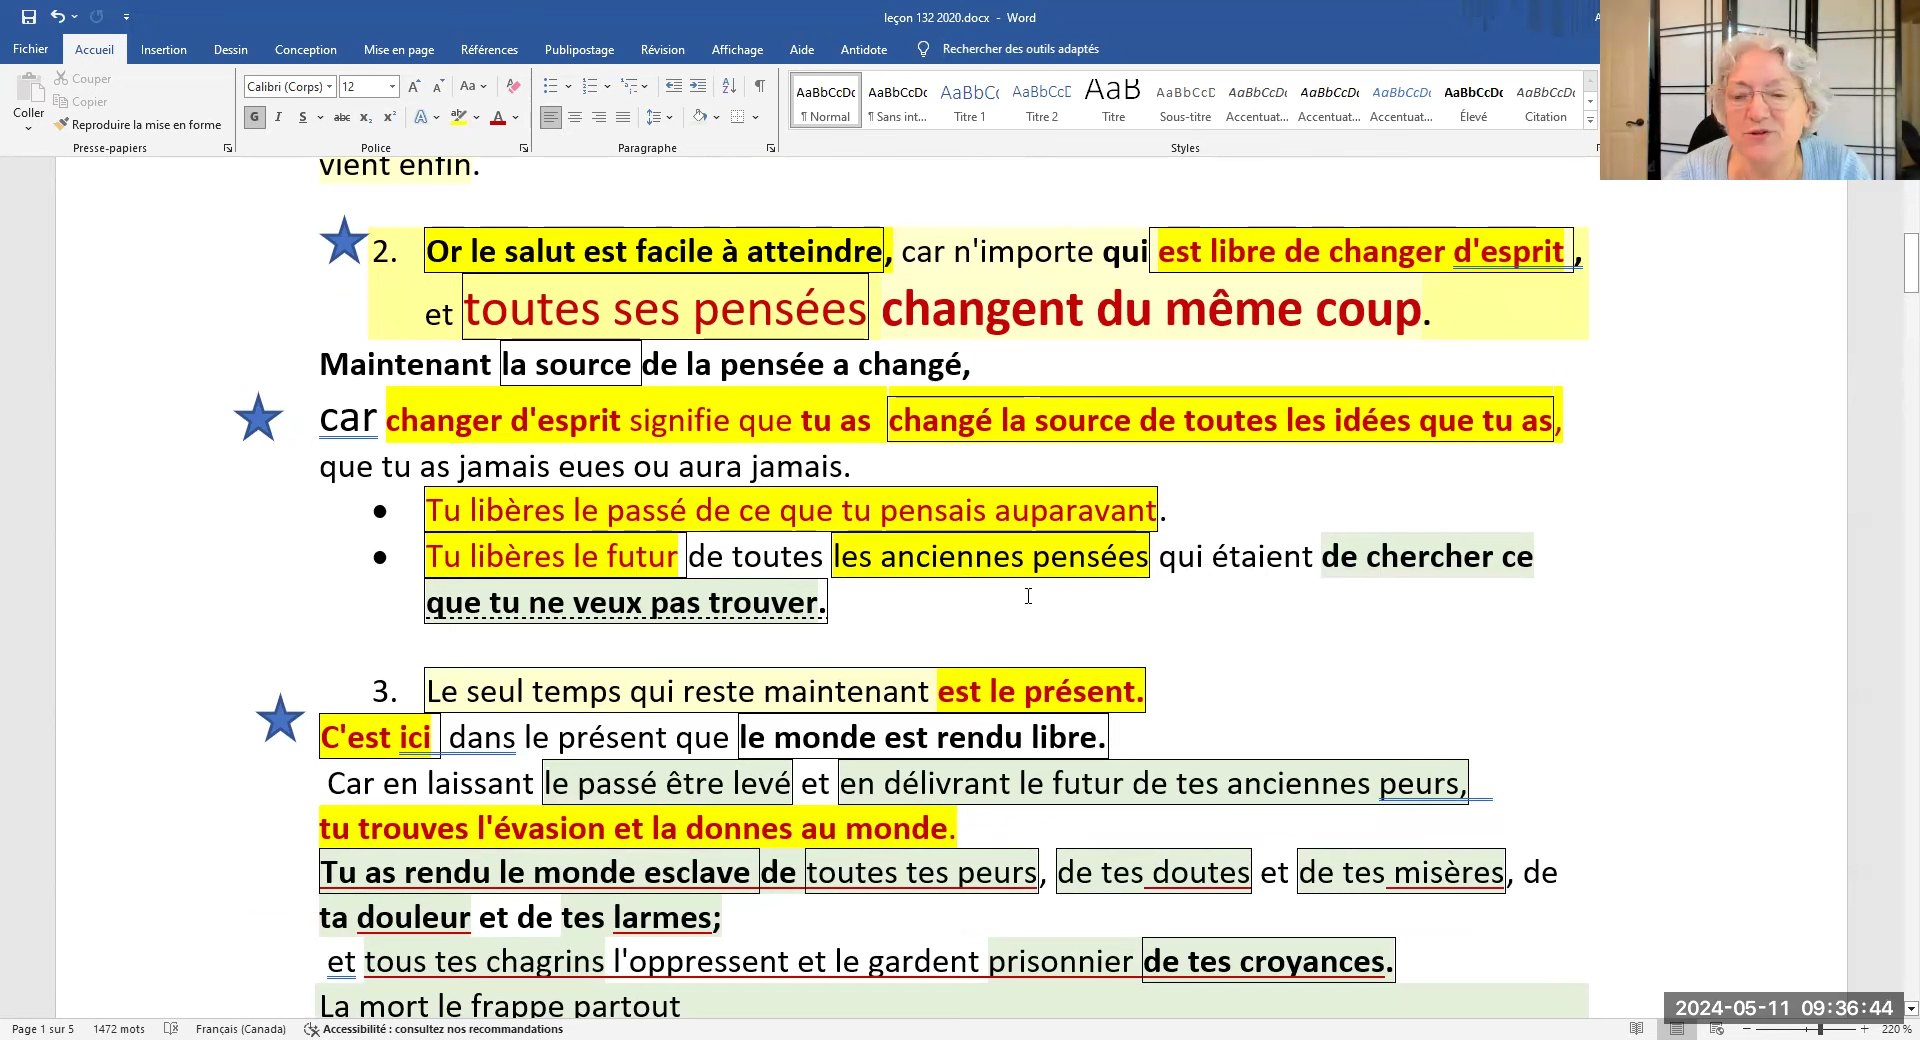 leçon 132 2020.docx - Word
Fichier Accueil Insertion Dessin Conception Mise en page Références Publipostage Révision Affichage Aide Antidote Rechercher des outils adaptés
Coller
Couper
Copier
Reproduire la mise en forme
Calibri (Corps) 12
AaBbCcDc AaBbCcDc AaBbCc AaBbCcD AaB AaBbCcD AaBbCcDc AaBbCcDc AaBbCcDc AaBbCcDc AaBbCcDc
¶ Normal ¶ Sans int... Titre 1 Titre 2 Titre Sous-titre Accentuat... Accentuat... Accentuat... Élevé Citation
Presse-papiers Police Paragraphe Styles
vient enfin.
2. Or le salut est facile à atteindre, car n'importe qui est libre de changer d'esprit,
et toutes ses pensées changent du même coup.
Maintenant la source de la pensée a changé,
car changer d'esprit signifie que tu as changé la source de toutes les idées que tu as,
que tu as jamais eues ou aura jamais.
● Tu libères le passé de ce que tu pensais auparavant.
● Tu libères le futur de toutes les anciennes pensées qui étaient de chercher ce
que tu ne veux pas trouver.
3. Le seul temps qui reste maintenant est le présent.
C'est ici dans le présent que le monde est rendu libre.
Car en laissant le passé être levé et en délivrant le futur de tes anciennes peurs,
tu trouves l'évasion et la donnes au monde.
Tu as rendu le monde esclave de toutes tes peurs, de tes doutes et de tes misères, de
ta douleur et de tes larmes;
et tous tes chagrins l'oppressent et le gardent prisonnier de tes croyances.
La mort le frappe partout
2024-05-11 09:36:44
Page 1 sur 5 1472 mots Français (Canada) Accessibilité : consultez nos recommandations 220 %